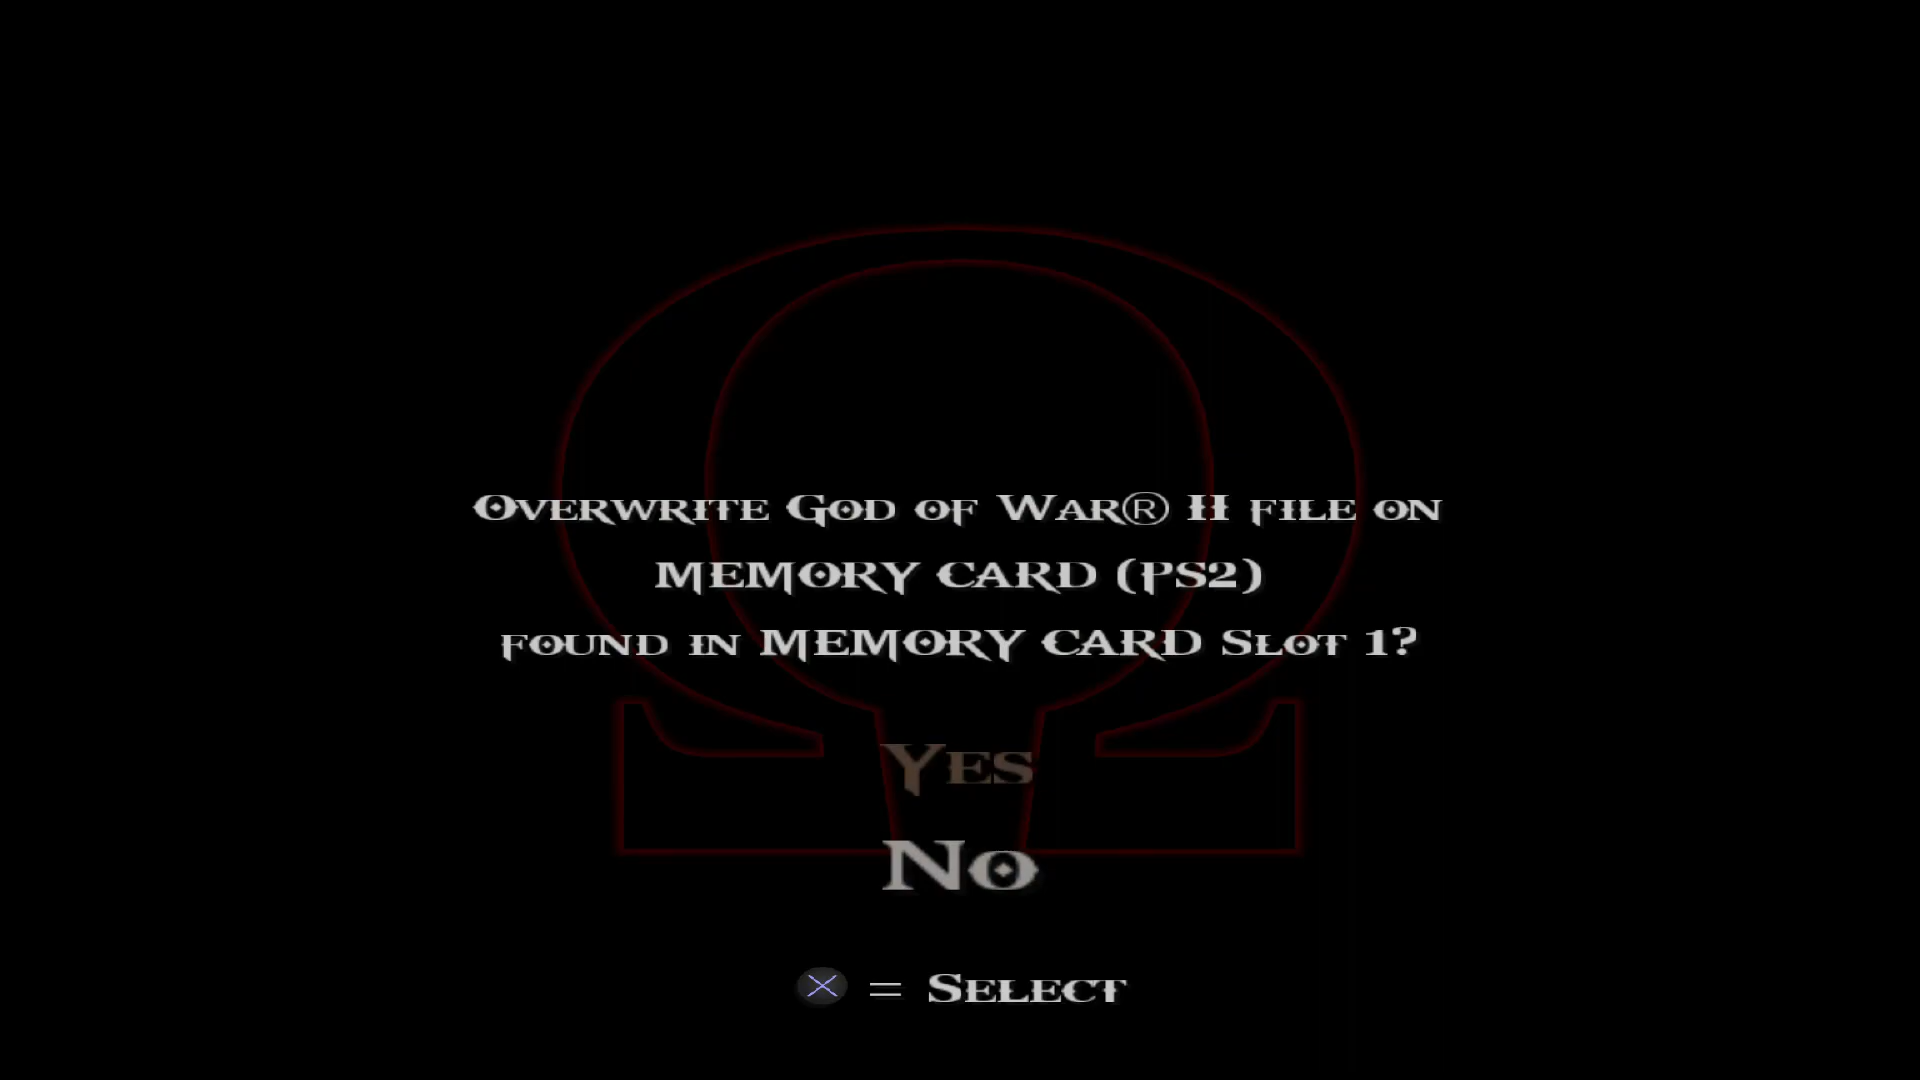 Overwrite God of War® II file on
MEMORY CARD (PS2)
found in MEMORY CARD Slot 1?
Yes
No
= Select